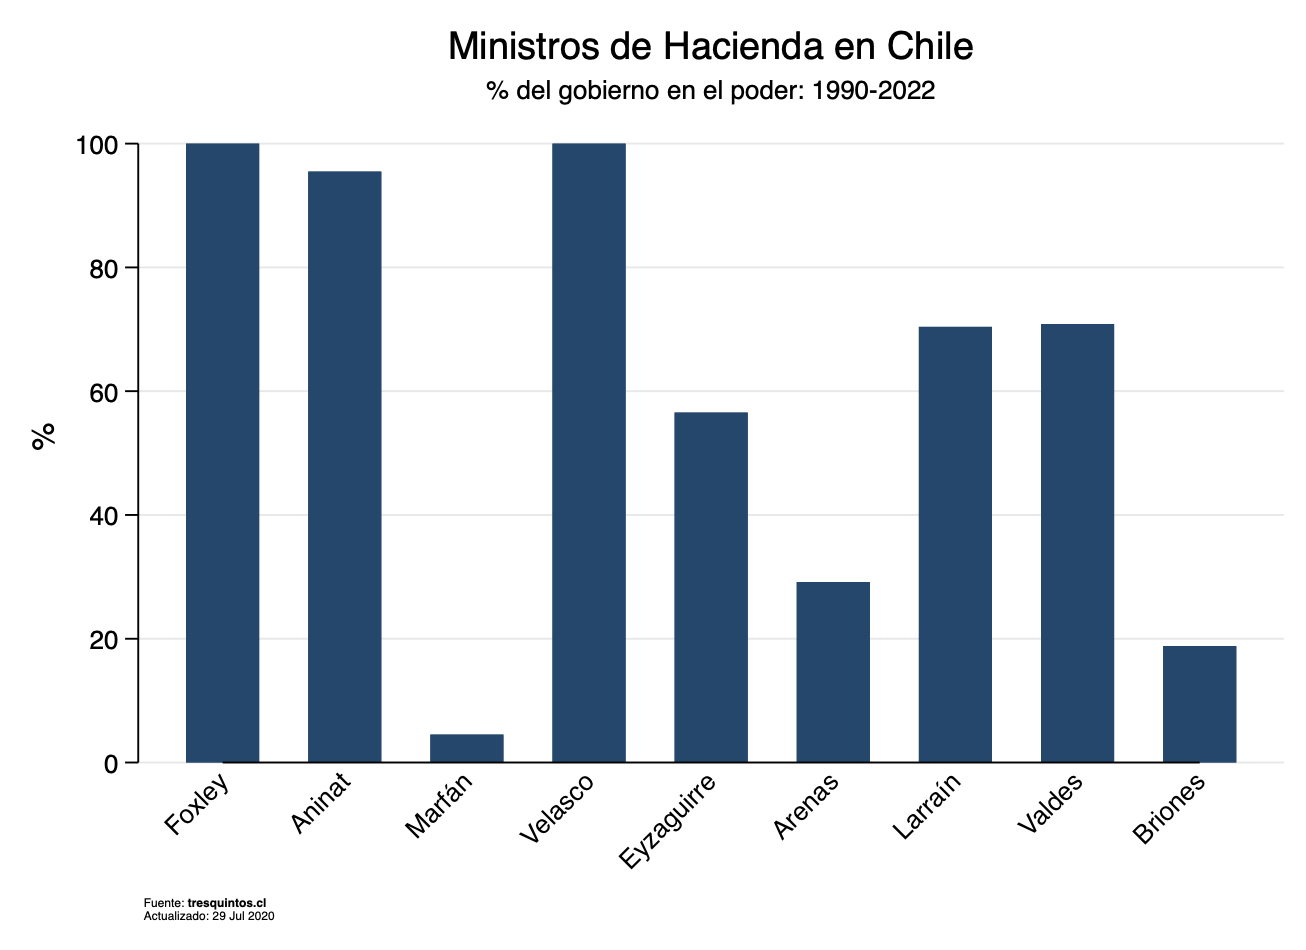 Ministros de Hacienda en Chile
% del gobierno en el poder: 1990-2022
100
80
60
40
20
0
%
Foxley
Aninat
Marfán
Velasco
Eyzaguirre
Arenas
Larraín
Valdes
Briones
Fuente: tresquintos.cl
Actualizado: 29 Jul 2020